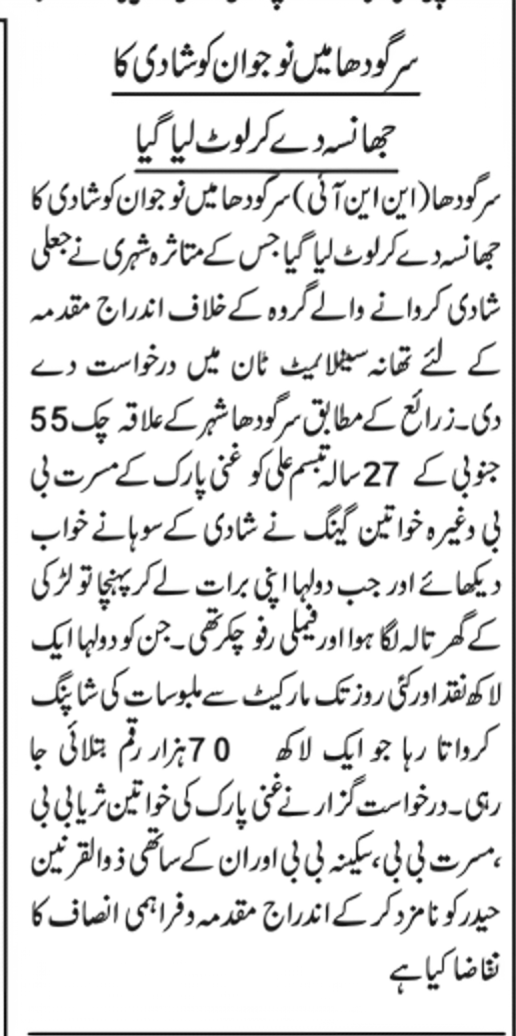 سرگودھا میں نوجوان کو شادی کا
جھانسہ دے کر لوٹ لیا گیا
سرگودھا (این این آئی) سرگودھا میں نوجوان کو شادی کا
جھانسہ دے کر لوٹ لیا گیا جس کے متاثرہ شہری نے جعلی
شادی کروانے والے گروہ کے خلاف اندراج مقدمہ
کے لئے تھانہ سیٹلائیٹ ٹان میں درخواست دے
دی۔زرائع کے مطابق سرگودھا شہر کے علاقہ چک 55
جنوبی کے 27 سالہ تبسم علی کو غنی پارک کے مسرت بی
بی وغیرہ خواتین گینگ نے شادی کے سوہانے خواب
دیکھائے اور جب دولہا اپنی برات لے کر پہنچا تو لڑکی
کے گھر تالہ لگا ہوا اور فیملی رفو چکر تھی۔جن کو دولہا ایک
لاکھ نقد اور کئی روز تک مارکیٹ سے ملبوسات کی شاپنگ
کرواتا رہا جو ایک لاکھ 70 ہزار رقم بتلائی جا
رہی۔درخواست گزار نے غنی پارک کی خواتین ثریا بی بی
،مسرت بی بی،سکینہ بی بی اور ان کے ساتھی ذوالقرنین
حیدر کو نامزد کر کے اندراج مقدمہ و فراہمی انصاف کا
تقاضا کیا ہے